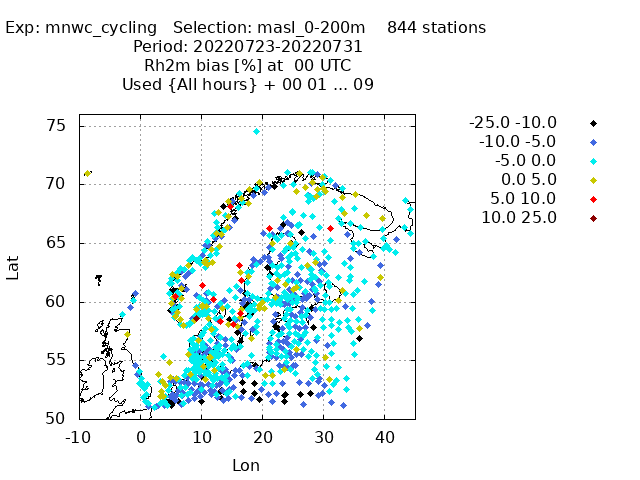 Exp: mnwc_cycling Selection: masl_0-200m 844 stations
Period: 20220723-20220731
Rh2m bias [%] at 00 UTC
Used {All hours} + 00 01 ... 09
75
70
65
60
55
50
-10 0 10 20 30 40
Lat
Lon
-25.0 -10.0
-10.0 -5.0
-5.0 0.0
0.0 5.0
5.0 10.0
10.0 25.0